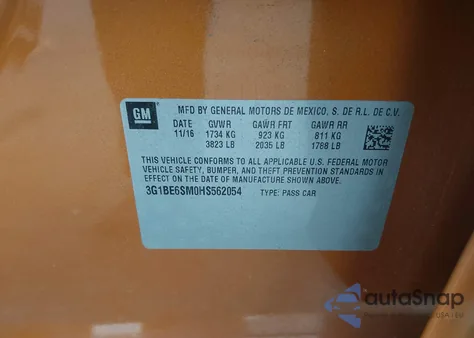 GM
MFD BY GENERAL MOTORS DE MEXICO, S. DE R.L. DE C.V.
DATE GVWR GAWR FRT GAWR RR
11/16 1734 KG 923 KG 811 KG
3823 LB 2035 LB 1788 LB
THIS VEHICLE CONFORMS TO ALL APPLICABLE U.S. FEDERAL MOTOR
VEHICLE SAFETY, BUMPER, AND THEFT PREVENTION STANDARDS IN
EFFECT ON THE DATE OF MANUFACTURE SHOWN ABOVE.
3G1BE6SM0HS562054 TYPE: PASS CAR
autaSnap